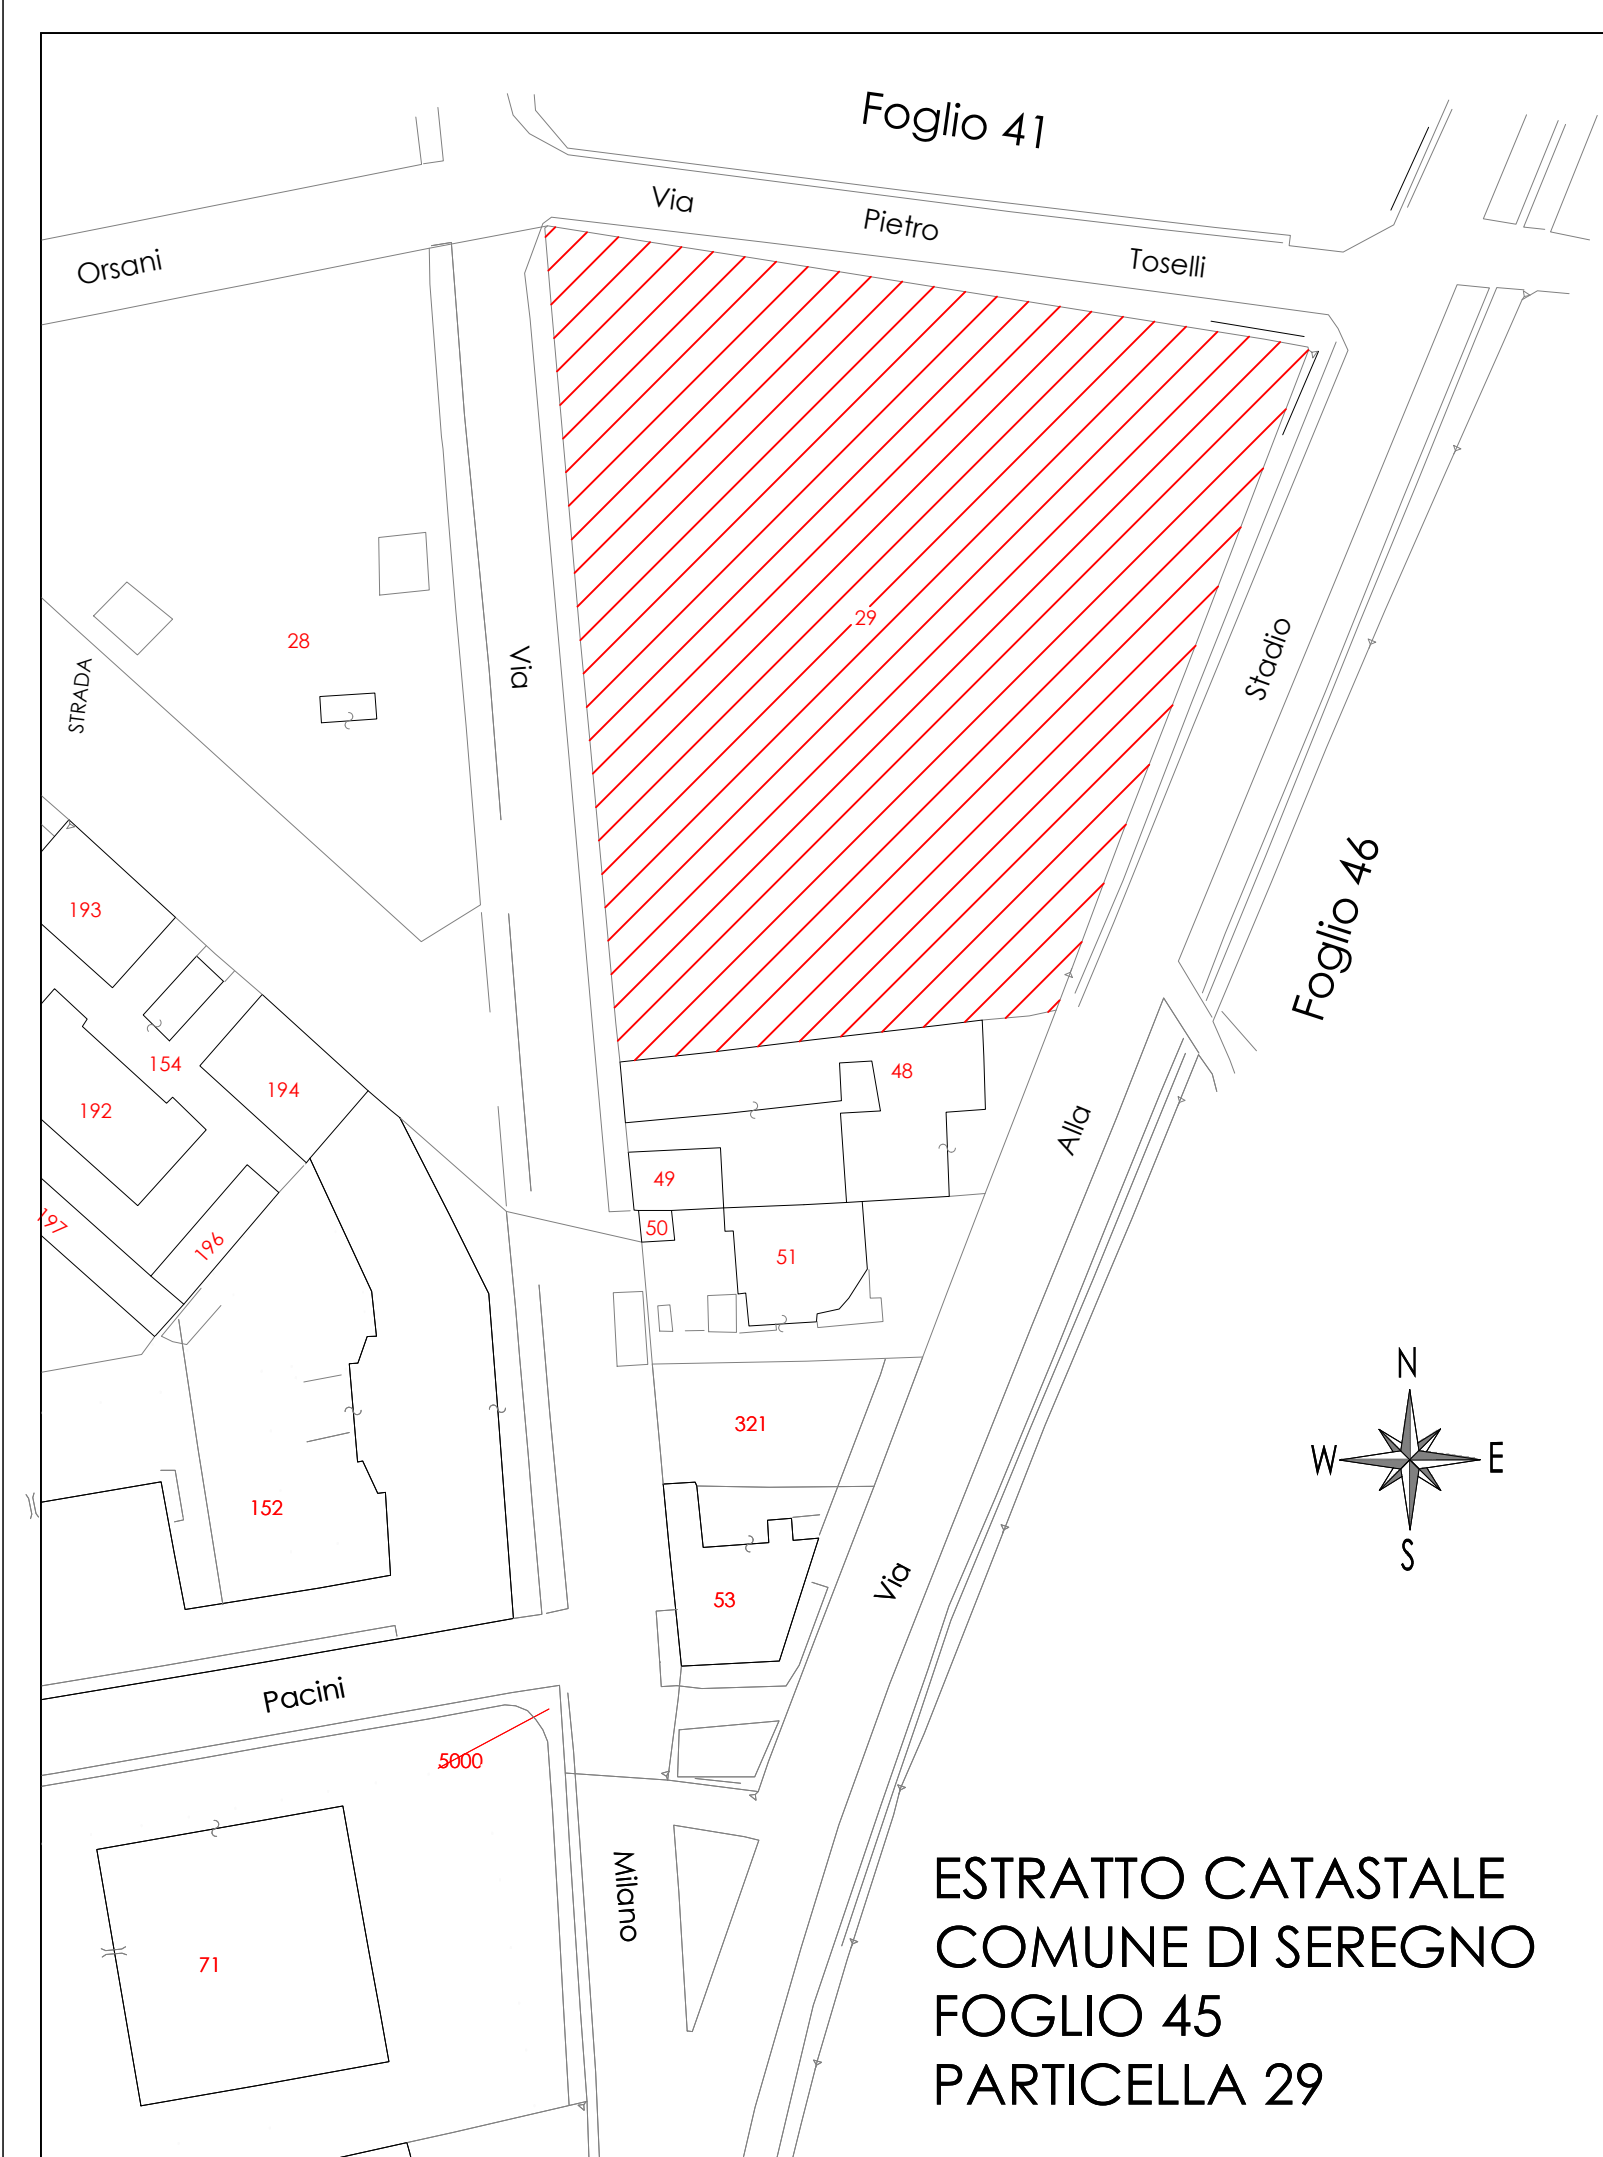 Foglio 41
Via Pietro Toselli
Orsani
28
29
STRADA
Via
Stadio
Foglio 46
193
154
194
192
48
Alla
49
197
196
50
51
N
W E
S
321
152
53
Via
Pacini
5000
Milano
71
ESTRATTO CATASTALE
COMUNE DI SEREGNO
FOGLIO 45
PARTICELLA 29